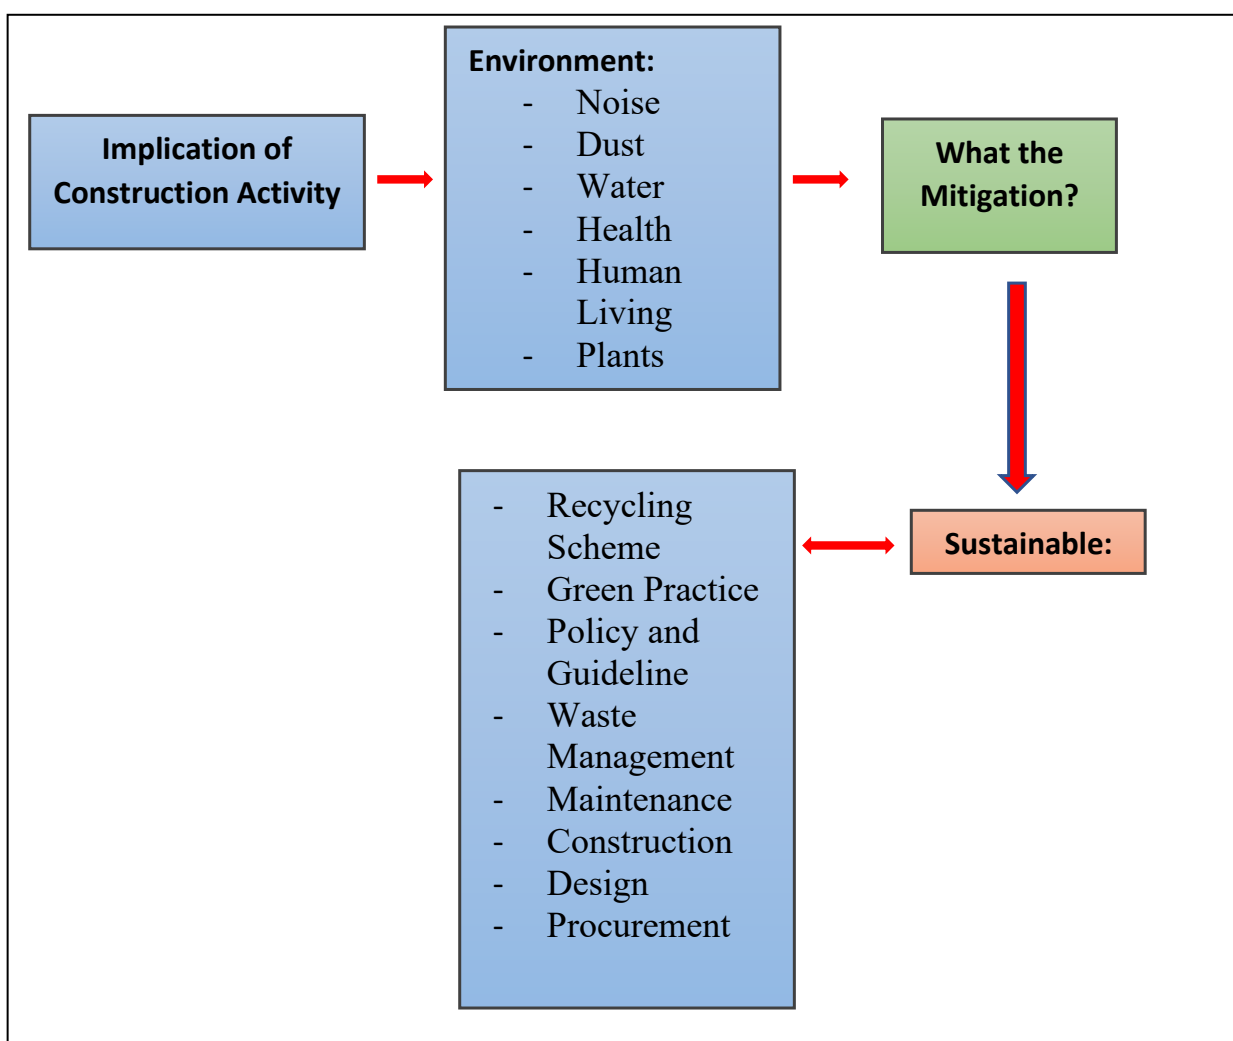 Implication of
Construction Activity
Environment:
- Noise
- Dust
- Water
- Health
- Human
Living
- Plants
What the
Mitigation?
Sustainable:
- Recycling
Scheme
- Green Practice
- Policy and
Guideline
- Waste
Management
- Maintenance
- Construction
- Design
- Procurement